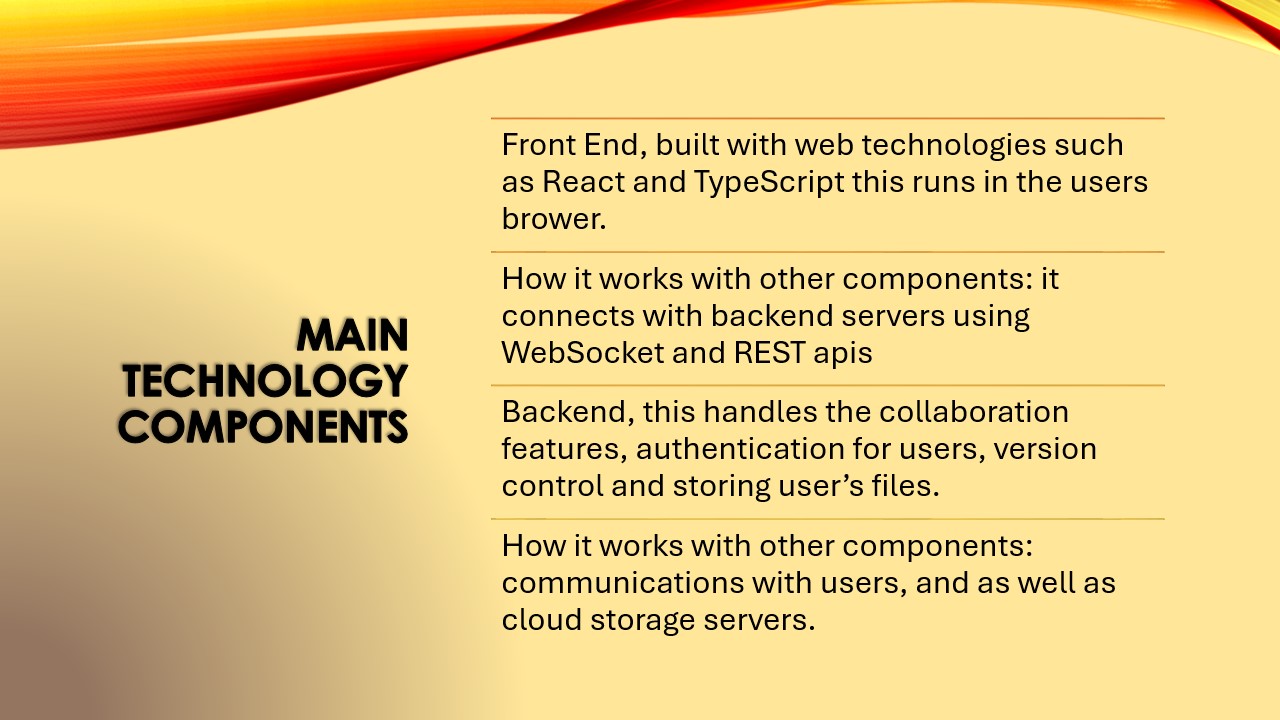 MAIN
TECHNOLOGY
COMPONENTS
Front End, built with web technologies such
as React and TypeScript this runs in the users
brower.
How it works with other components: it
connects with backend servers using
WebSocket and REST apis
Backend, this handles the collaboration
features, authentication for users, version
control and storing user’s files.
How it works with other components:
communications with users, and as well as
cloud storage servers.